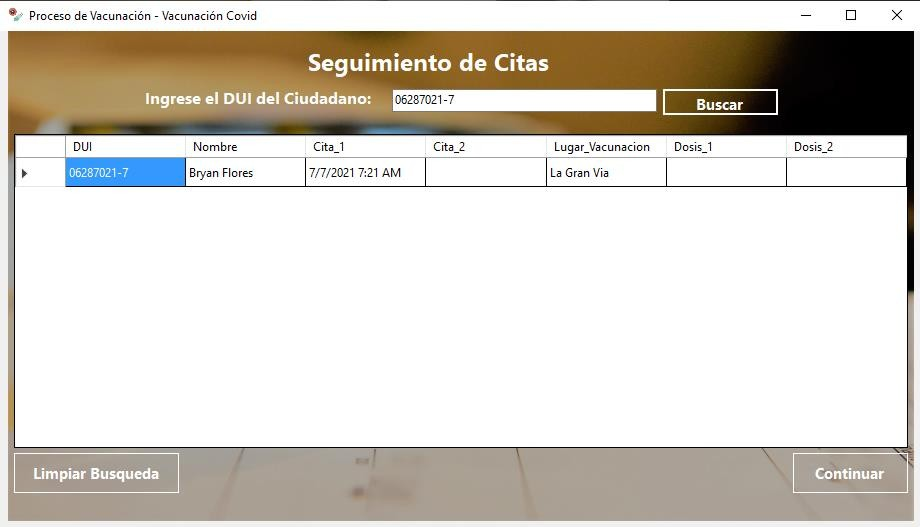 Proceso de Vacunación - Vacunación Covid
Seguimiento de Citas
Ingrese el DUI del Ciudadano: 06287021-7 Buscar
DUI Nombre Cita_1 Cita_2 Lugar_Vacunacion Dosis_1 Dosis_2
06287021-7 Bryan Flores 7/7/2021 7:21 AM La Gran Via
Limpiar Busqueda Continuar